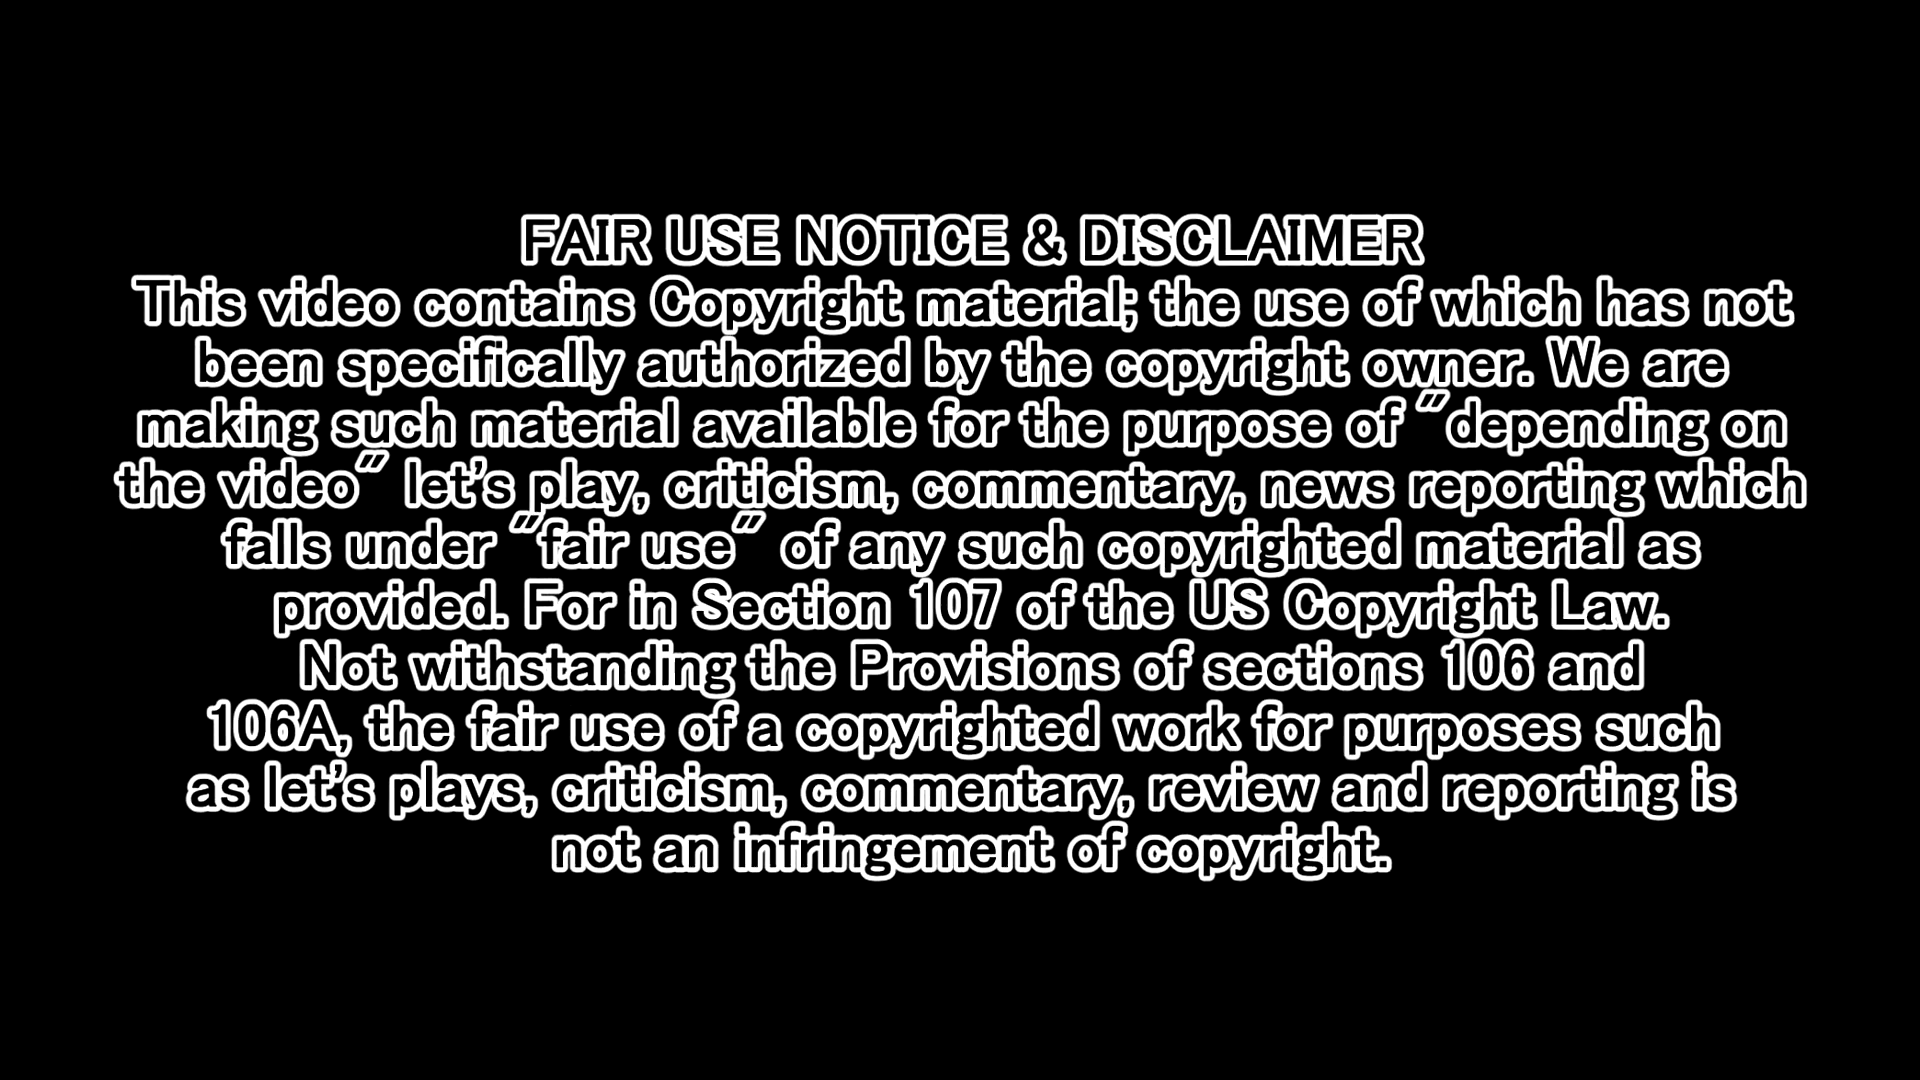 FAIR USE NOTICE & DISCLAIMER
This video contains Copyright material; the use of which has not
been specifically authorized by the copyright owner. We are
making such material available for the purpose of "depending on
the video" let's play, criticism, commentary, news reporting which
falls under "fair use" of any such copyrighted material as
provided. For in Section 107 of the US Copyright Law.
Not withstanding the Provisions of sections 106 and
106A, the fair use of a copyrighted work for purposes such
as let's plays, criticism, commentary, review and reporting is
not an infringement of copyright.